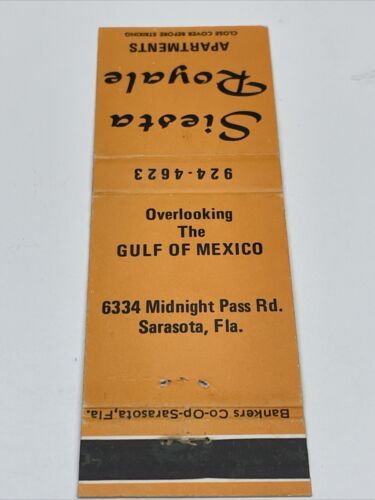 CLOSE COVER BEFORE STRIKING
APARTMENTS
Siesta
Royale
924-4623
Overlooking
The
GULF OF MEXICO
6334 Midnight Pass Rd.
Sarasota, Fla.
Bankers Co-Op-Sarasota,Fla.